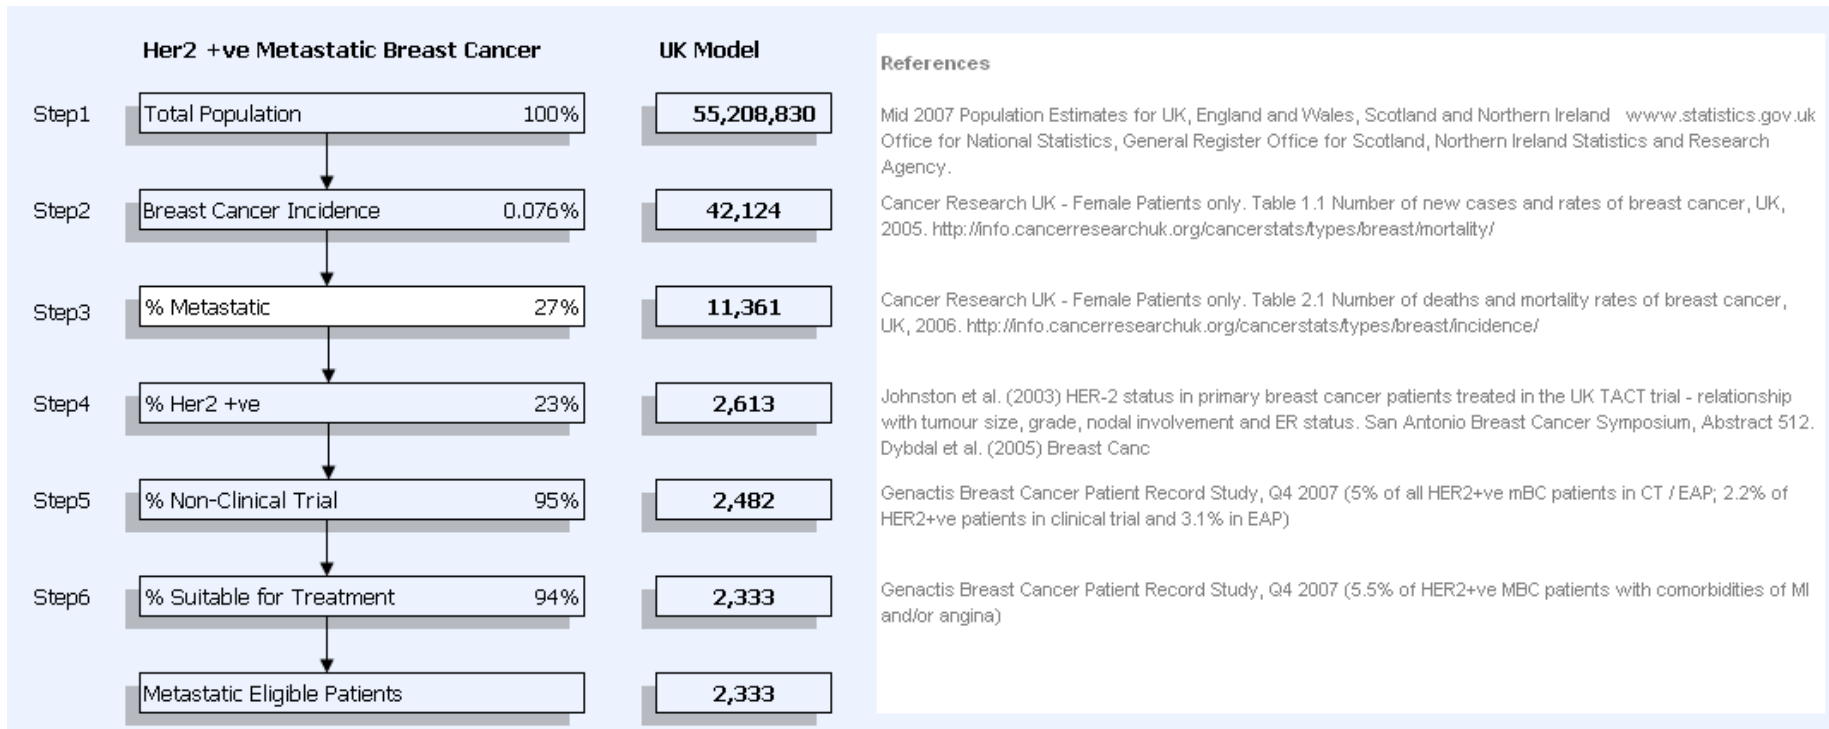 Her2 +ve Metastatic Breast Cancer
UK Model
References
Step1
Total Population 100%
55,208,830
Mid 2007 Population Estimates for UK, England and Wales, Scotland and Northern Ireland www.statistics.gov.uk
Office for National Statistics, General Register Office for Scotland, Northern Ireland Statistics and Research
Agency.
Step2
Breast Cancer Incidence 0.076%
42,124
Cancer Research UK - Female Patients only. Table 1.1 Number of new cases and rates of breast cancer, UK,
2005. http://info.cancerresearchuk.org/cancerstats/types/breast/mortality/
Step3
% Metastatic 27%
11,361
Cancer Research UK - Female Patients only. Table 2.1 Number of deaths and mortality rates of breast cancer,
UK, 2006. http://info.cancerresearchuk.org/cancerstats/types/breast/incidence/
Step4
% Her2 +ve 23%
2,613
Johnston et al. (2003) HER-2 status in primary breast cancer patients treated in the UK TACT trial - relationship
with tumour size, grade, nodal involvement and ER status. San Antonio Breast Cancer Symposium, Abstract 512.
Dybdal et al. (2005) Breast Canc
Step5
% Non-Clinical Trial 95%
2,482
Genactis Breast Cancer Patient Record Study, Q4 2007 (5% of all HER2+ve mBC patients in CT / EAP; 2.2% of
HER2+ve patients in clinical trial and 3.1% in EAP)
Step6
% Suitable for Treatment 94%
2,333
Genactis Breast Cancer Patient Record Study, Q4 2007 (5.5% of HER2+ve MBC patients with comorbidities of MI
and/or angina)
Metastatic Eligible Patients
2,333